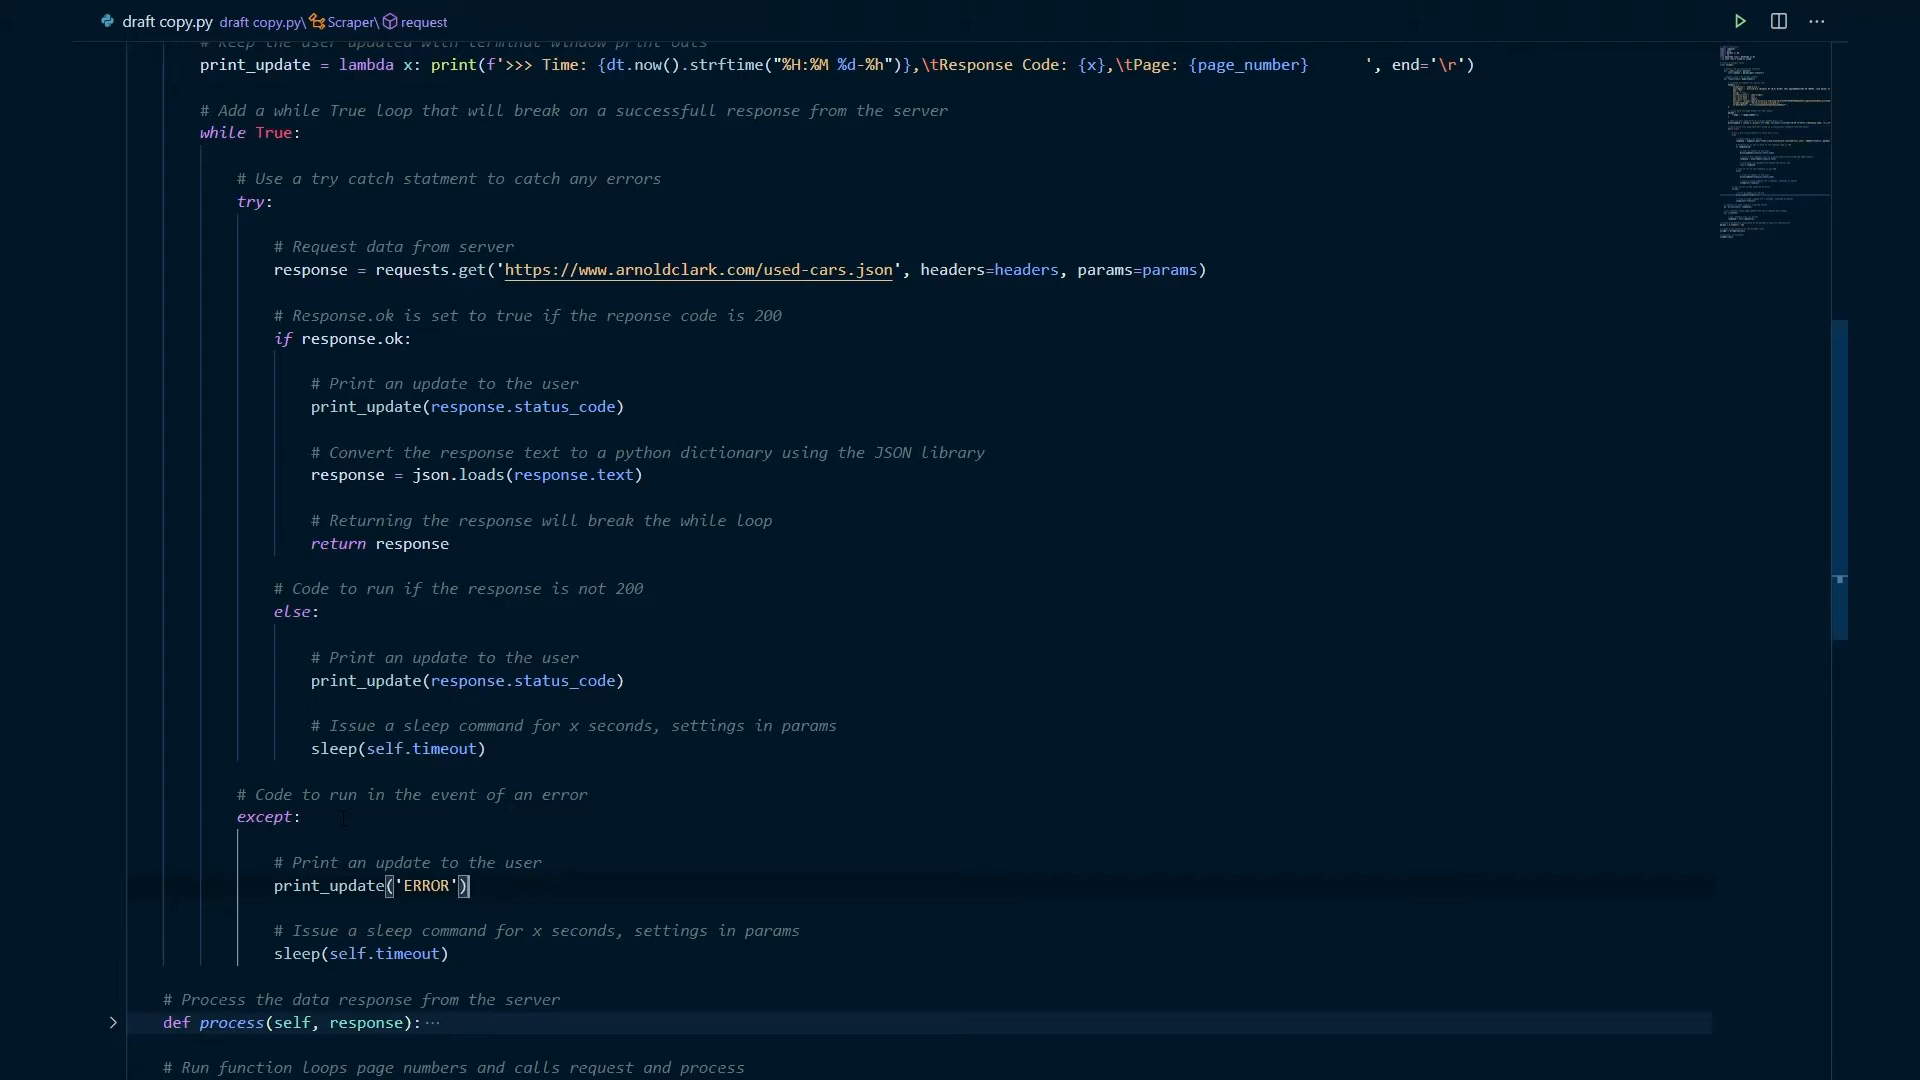 draft copy.py draft copy.py\ Scraper\ request
# Keep the user updated with terminal window print outs
print_update = lambda x: print(f'>>> Time: {dt.now().strftime("%H:%M %d-%h")},\tResponse Code: {x},\tPage: {page_number}      ', end='\r')
# Add a while True loop that will break on a successfull response from the server
while True:
# Use a try catch statment to catch any errors
try:
# Request data from server
response = requests.get('https://www.arnoldclark.com/used-cars.json', headers=headers, params=params)
# Response.ok is set to true if the reponse code is 200
if response.ok:
# Print an update to the user
print_update(response.status_code)
# Convert the response text to a python dictionary using the JSON library
response = json.loads(response.text)
# Returning the response will break the while loop
return response
# Code to run if the response is not 200
else:
# Print an update to the user
print_update(response.status_code)
# Issue a sleep command for x seconds, settings in params
sleep(self.timeout)
# Code to run in the event of an error
except:
# Print an update to the user
print_update('ERROR')
# Issue a sleep command for x seconds, settings in params
sleep(self.timeout)
# Process the data response from the server
def process(self, response):···
# Run function loops page numbers and calls request and process